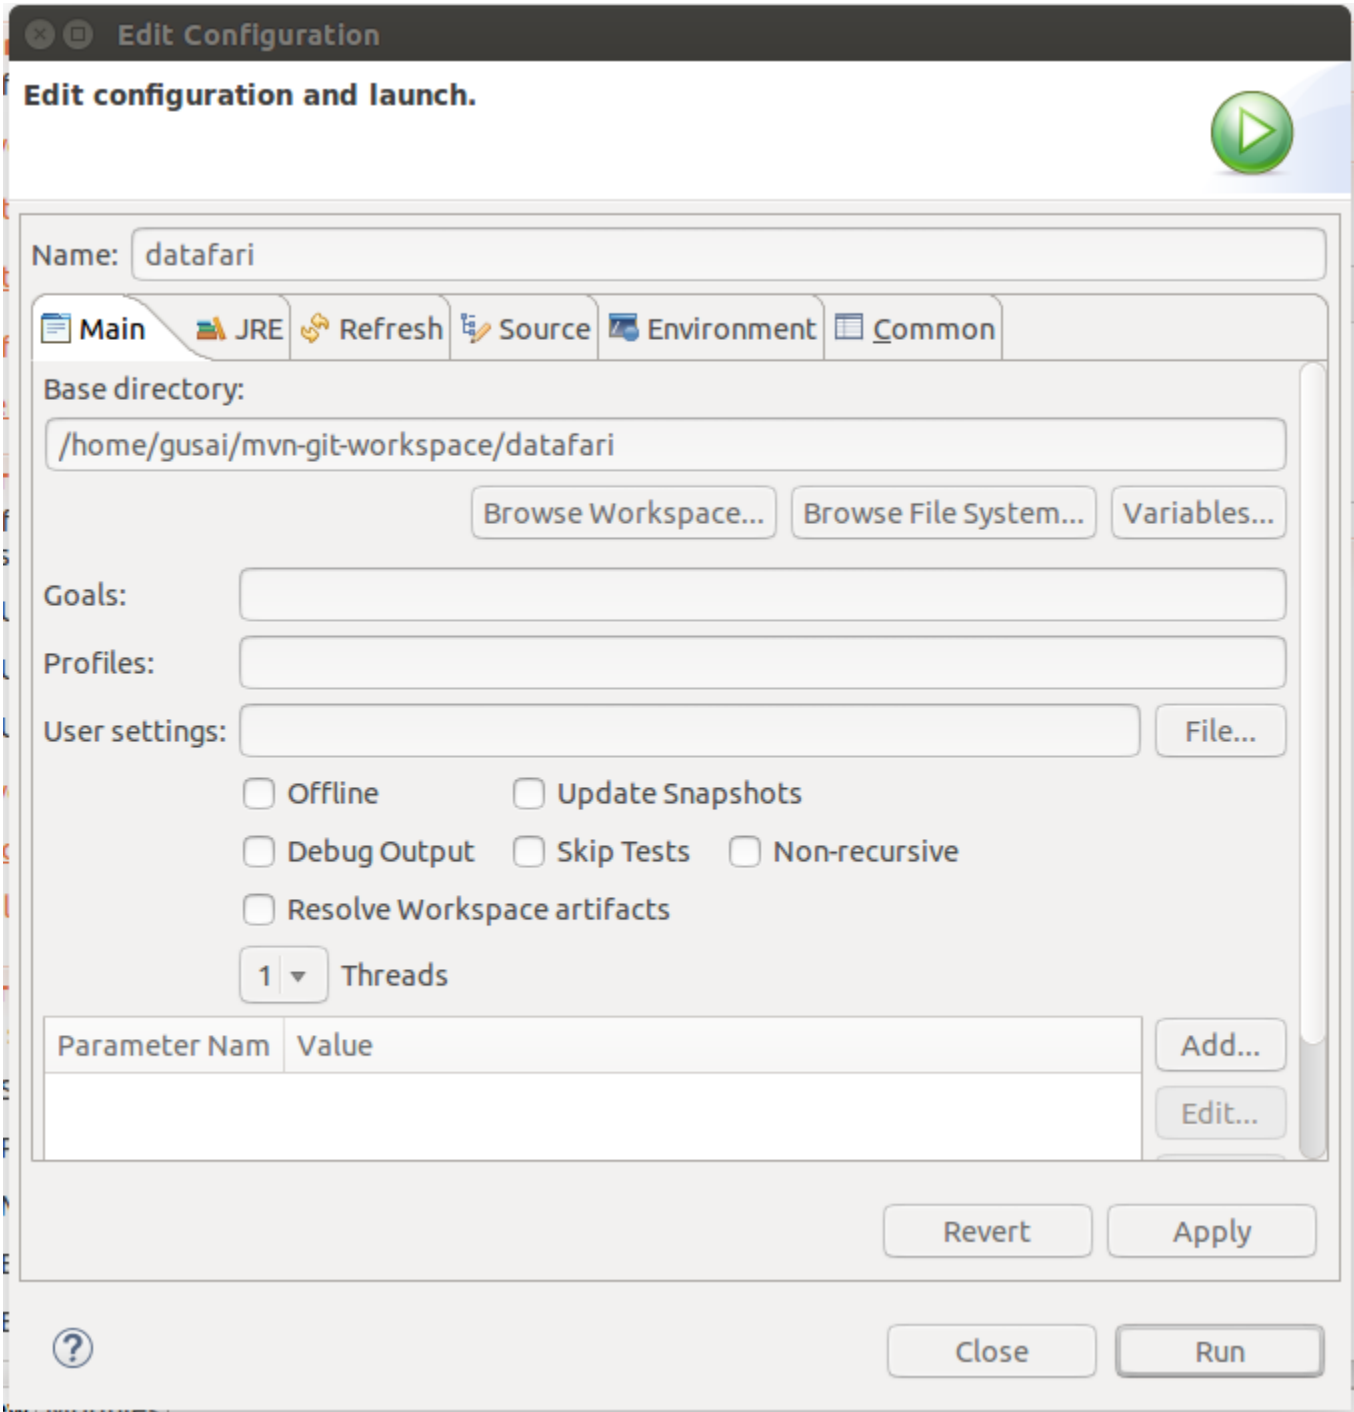 Edit Configuration
Edit configuration and launch.
Name: datafari
Main JRE Refresh Source Environment Common
Base directory:
/home/gusai/mvn-git-workspace/datafari
Browse Workspace... Browse File System... Variables...
Goals:
Profiles:
User settings: File...
Offline Update Snapshots
Debug Output Skip Tests Non-recursive
Resolve Workspace artifacts
1 Threads
Parameter Nam Value Add...
Edit...
Revert Apply
? Close Run